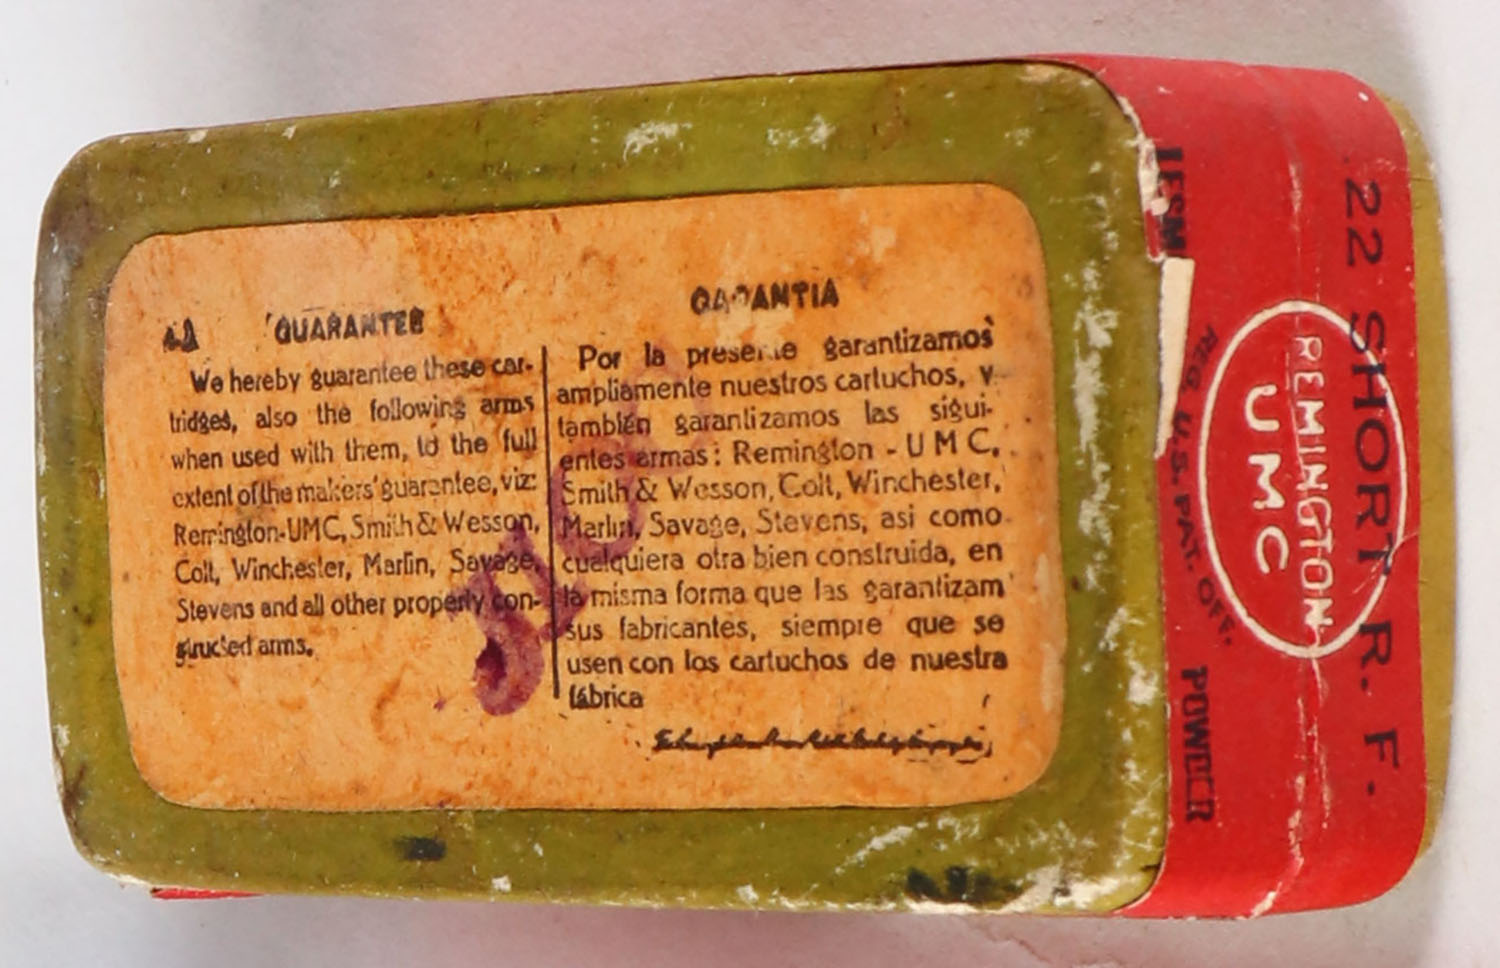 GUARANTEE
We hereby guarantee these car-
tridges, also the following arms
when used with them, to the full
extent of the makers' guarantee, viz:
Remington-UMC, Smith & Wesson,
Colt, Winchester, Marlin, Savage,
Stevens and all other properly con-
structed arms.
GARANTIA
Por la presente garantizamos
ampliamente nuestros cartuchos, y
también garantizamos las sigui-
entes armas: Remington - U M C,
Smith & Wesson, Colt, Winchester,
Marlin, Savage, Stevens, asi como
cualquiera otra bien construida, en
la misma forma que las garantizam
sus fabricantes, siempre que se
usen con los cartuchos de nuestra
fábrica
22 SHORT R. F.
REMINGTON
UMC
REG. U.S. PAT. OFF.
LESM
POWDER